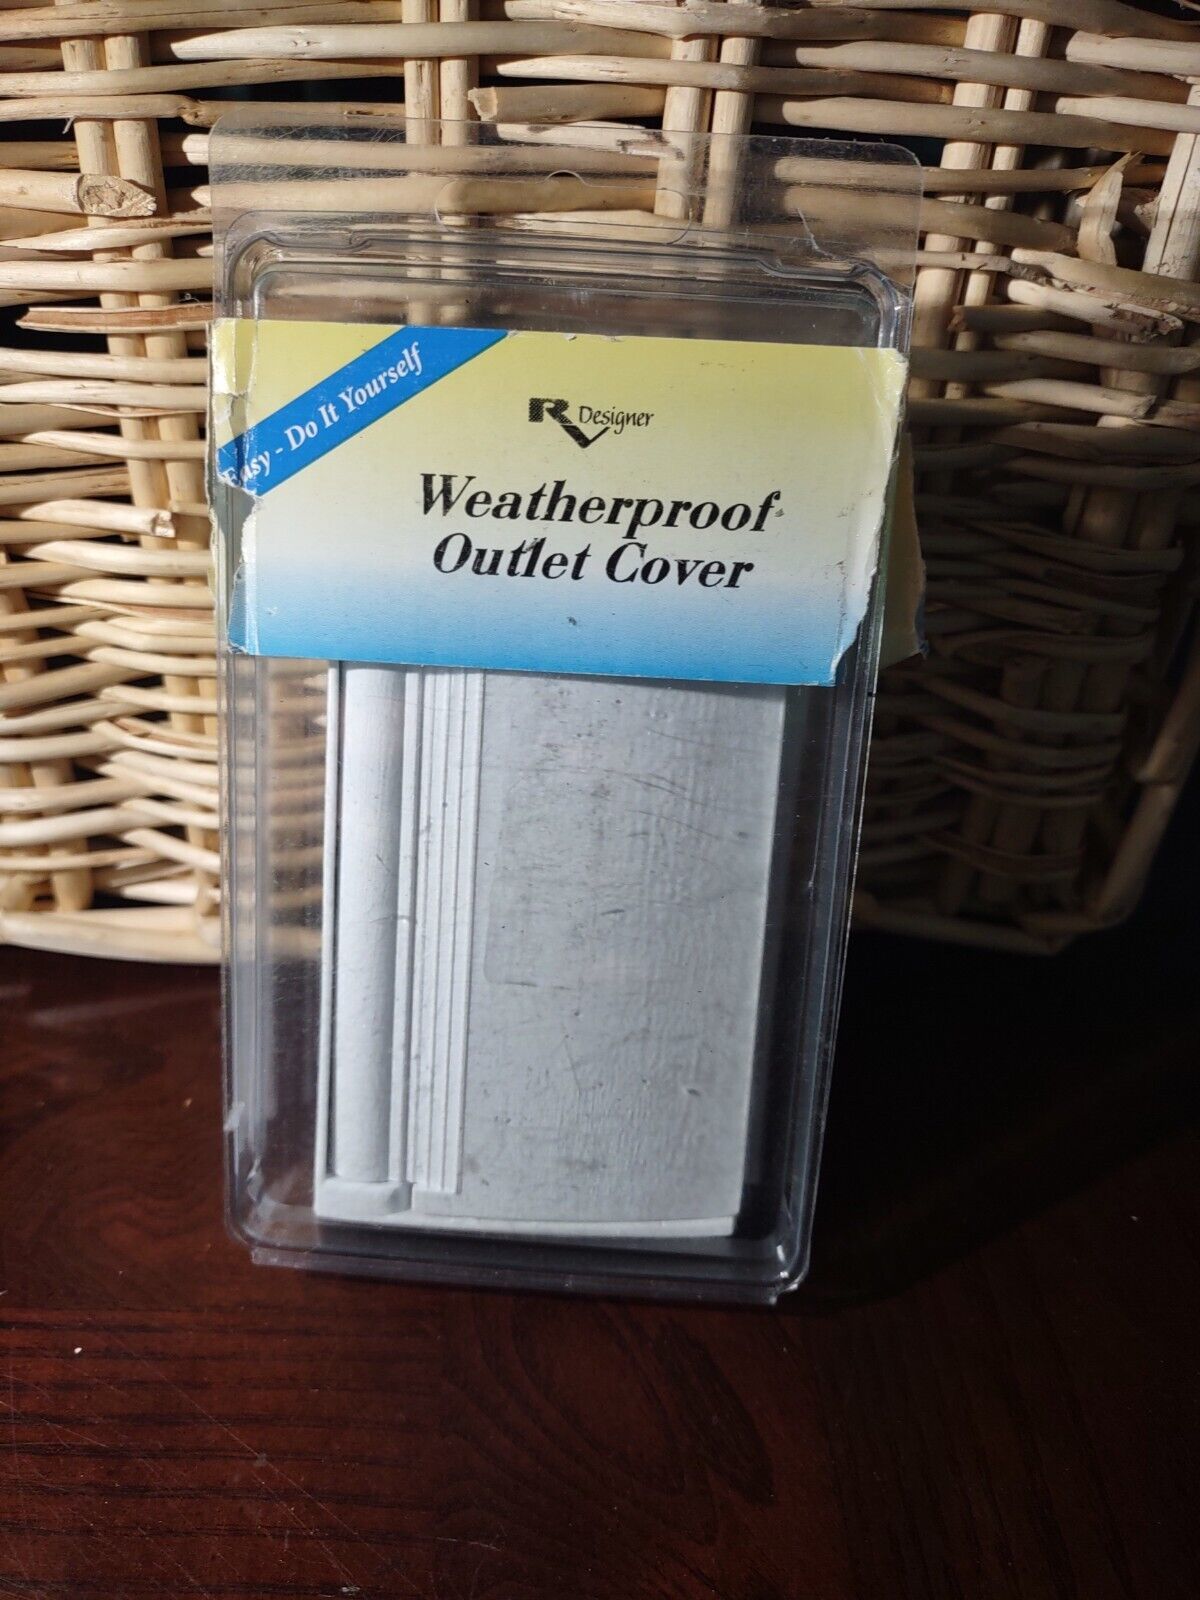 Easy - Do It Yourself
RV Designer
Weatherproof
Outlet Cover